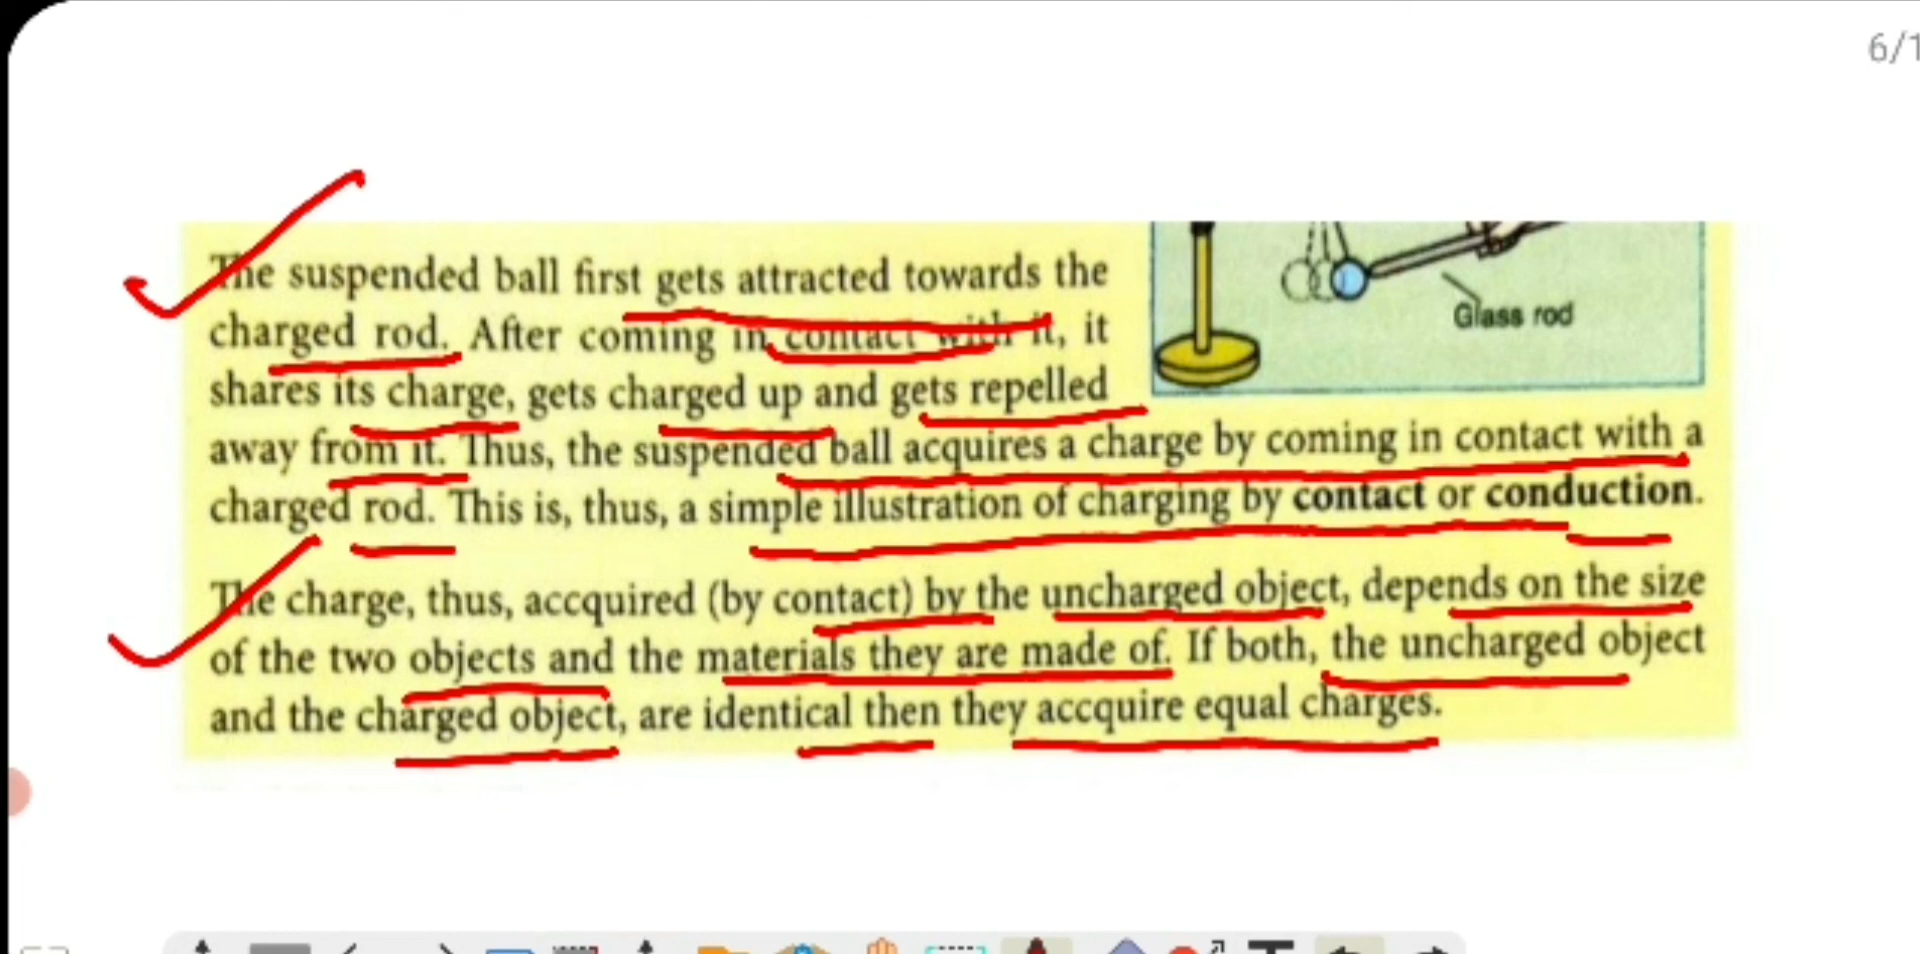 6/1
The suspended ball first gets attracted towards the
charged rod. After coming in contact with it, it
shares its charge, gets charged up and gets repelled
away from it. Thus, the suspended ball acquires a charge by coming in contact with a
charged rod. This is, thus, a simple illustration of charging by contact or conduction.
Glass rod
The charge, thus, accquired (by contact) by the uncharged object, depends on the size
of the two objects and the materials they are made of. If both, the uncharged object
and the charged object, are identical then they accquire equal charges.